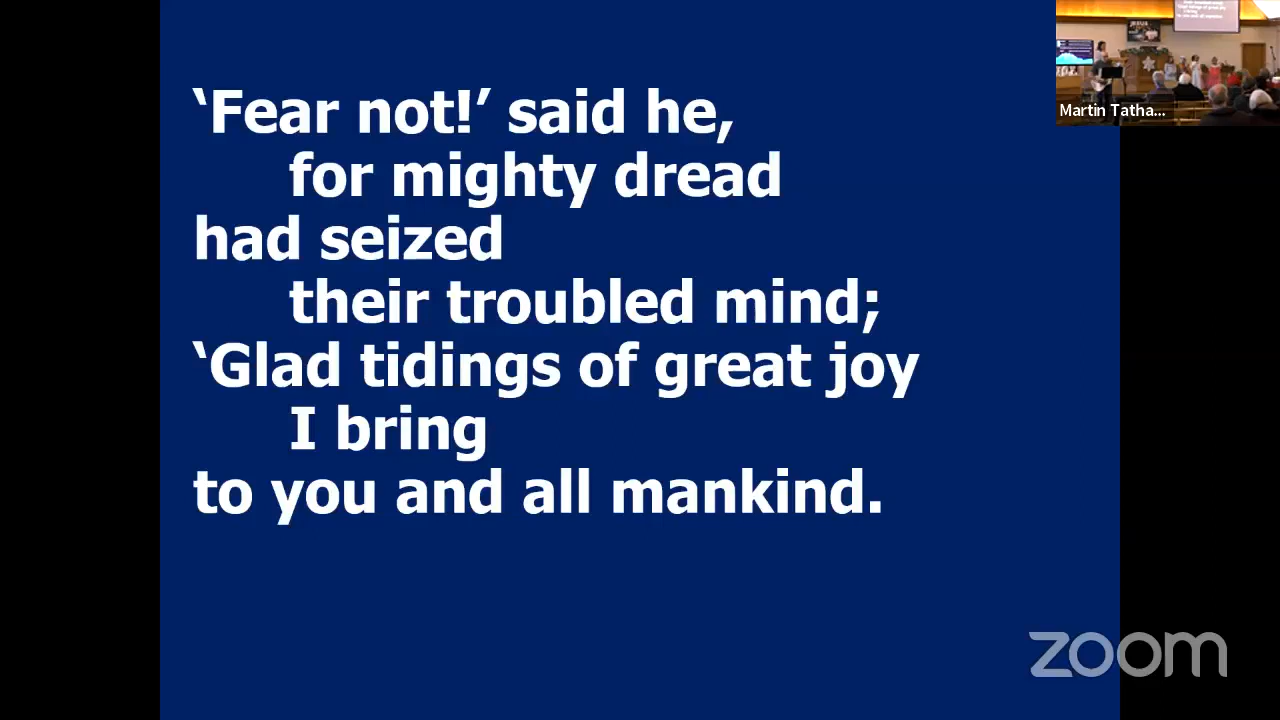 ‘Fear not!’ said he,
for mighty dread
had seized
their troubled mind;
‘Glad tidings of great joy
I bring
to you and all mankind.
Martin Tatha...
zoom